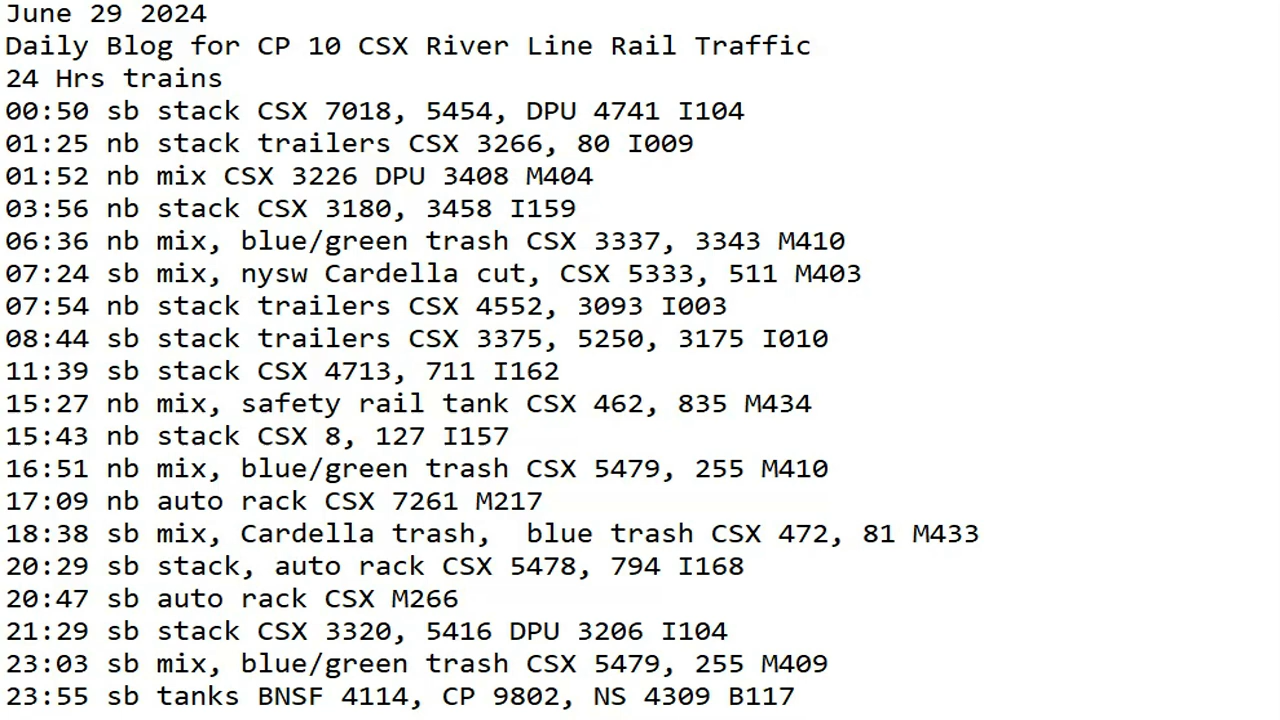 June 29 2024
Daily Blog for CP 10 CSX River Line Rail Traffic
24 Hrs trains
00:50 sb stack CSX 7018, 5454, DPU 4741 I104
01:25 nb stack trailers CSX 3266, 80 I009
01:52 nb mix CSX 3226 DPU 3408 M404
03:56 nb stack CSX 3180, 3458 I159
06:36 nb mix, blue/green trash CSX 3337, 3343 M410
07:24 sb mix, nysw Cardella cut, CSX 5333, 511 M403
07:54 nb stack trailers CSX 4552, 3093 I003
08:44 sb stack trailers CSX 3375, 5250, 3175 I010
11:39 sb stack CSX 4713, 711 I162
15:27 nb mix, safety rail tank CSX 462, 835 M434
15:43 nb stack CSX 8, 127 I157
16:51 nb mix, blue/green trash CSX 5479, 255 M410
17:09 nb auto rack CSX 7261 M217
18:38 sb mix, Cardella trash,  blue trash CSX 472, 81 M433
20:29 sb stack, auto rack CSX 5478, 794 I168
20:47 sb auto rack CSX M266
21:29 sb stack CSX 3320, 5416 DPU 3206 I104
23:03 sb mix, blue/green trash CSX 5479, 255 M409
23:55 sb tanks BNSF 4114, CP 9802, NS 4309 B117